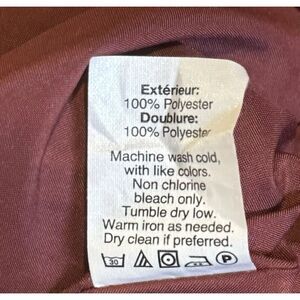 Extérieur:
100% Polyester
Doublure:
100% Polyester
Machine wash cold,
with like colors.
Non chlorine
bleach only.
Tumble dry low.
Warm iron as needed.
Dry clean if preferred.
30 P